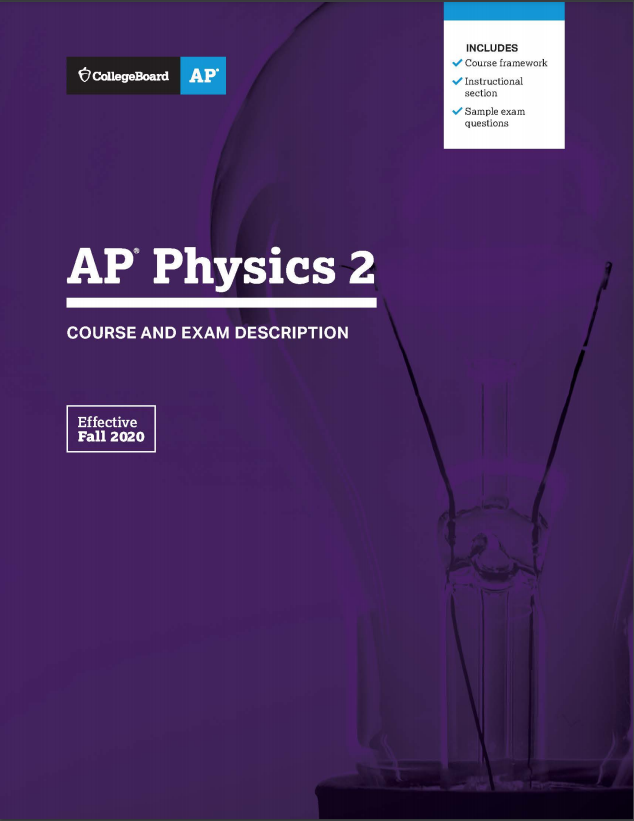 CollegeBoard
AP®
INCLUDES
Course framework
Instructional
section
Sample exam
questions
AP® Physics 2
COURSE AND EXAM DESCRIPTION
Effective
Fall 2020